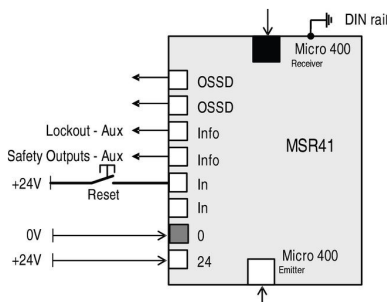 DIN rail
Micro 400
Receiver
OSSD
OSSD
Lockout - Aux
Info
MSR41
Safety Outputs - Aux
Info
+24V
In
Reset
In
0V
0
Micro 400
+24V
24
Emitter